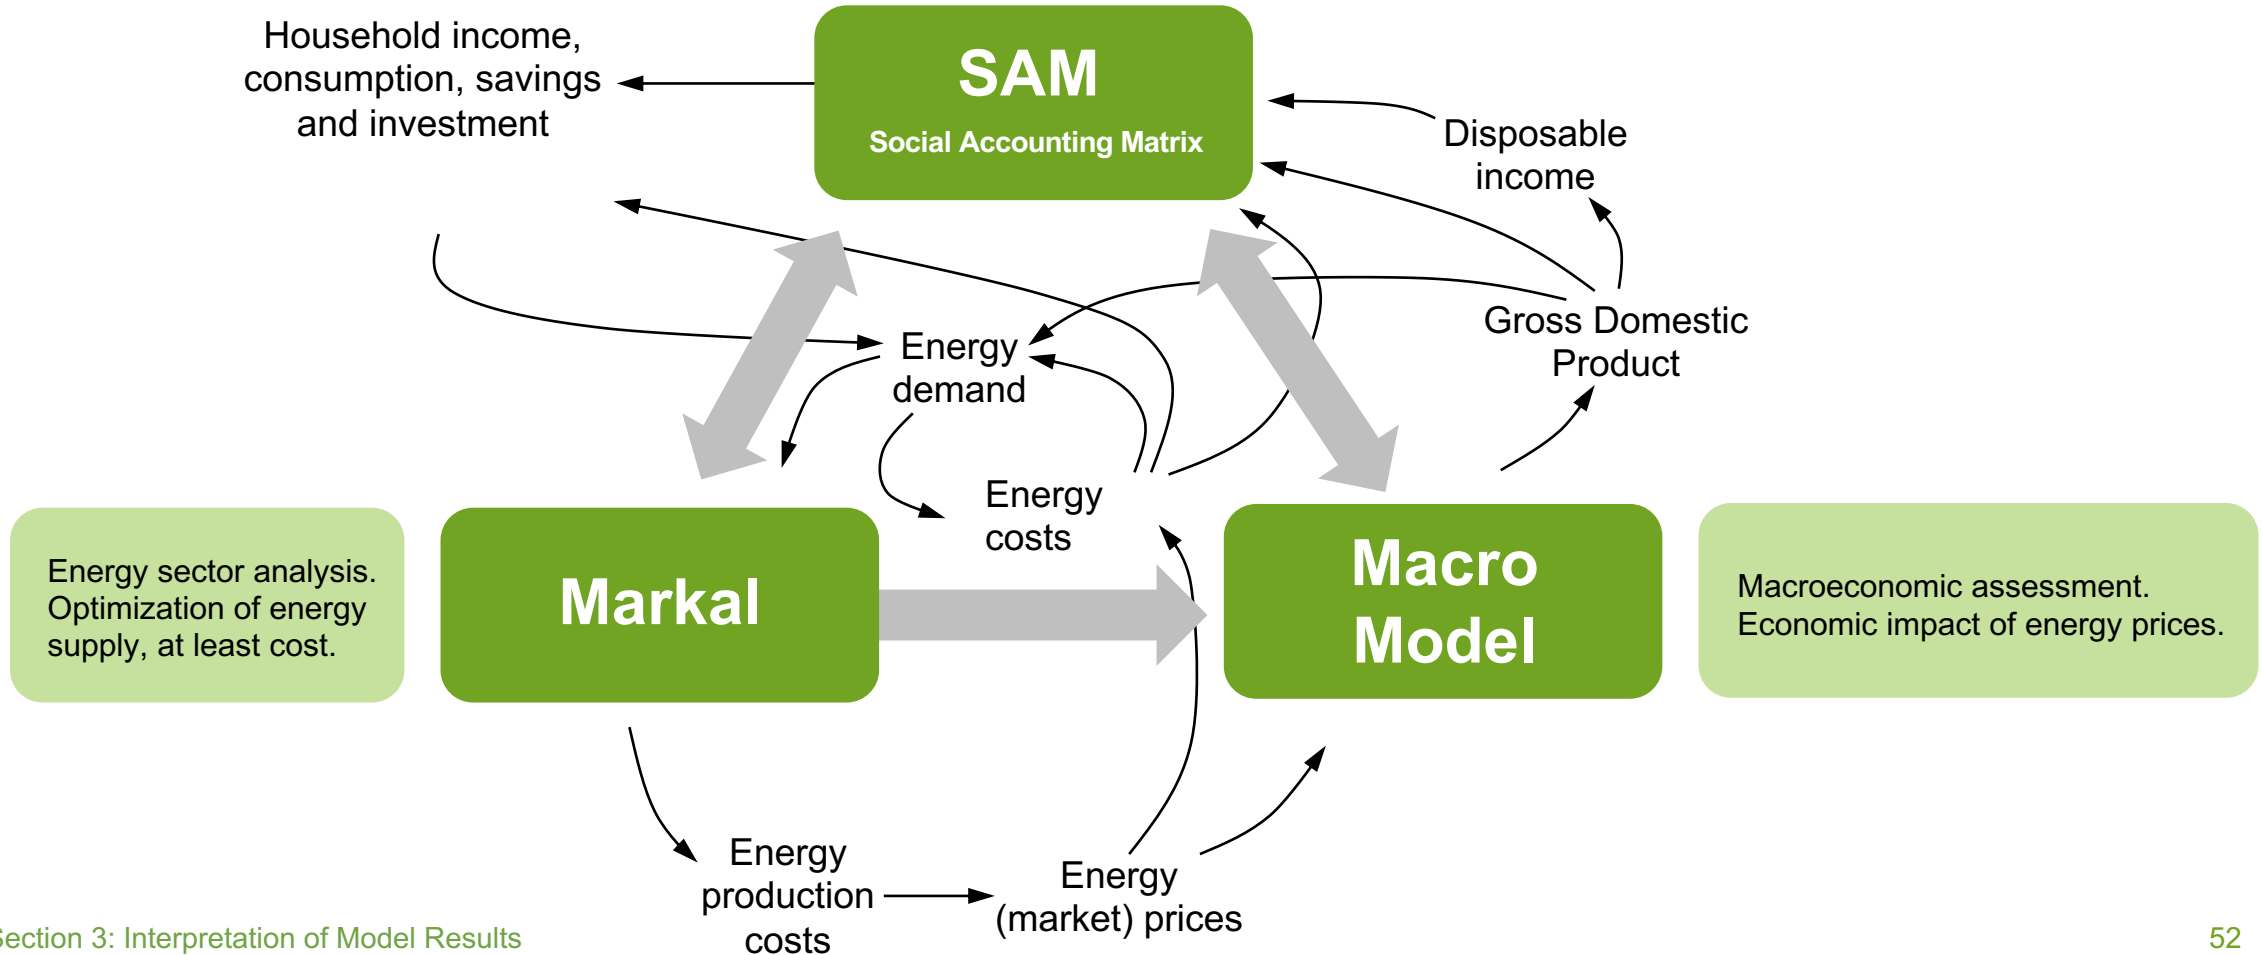 Household income,
consumption, savings
and investment
SAM
Social Accounting Matrix
Disposable
income
Gross Domestic
Product
Energy
demand
Energy
costs
Energy sector analysis.
Optimization of energy
supply, at least cost.
Markal
Macro
Model
Macroeconomic assessment.
Economic impact of energy prices.
Energy
production
costs
Energy
(market) prices
Section 3: Interpretation of Model Results
52